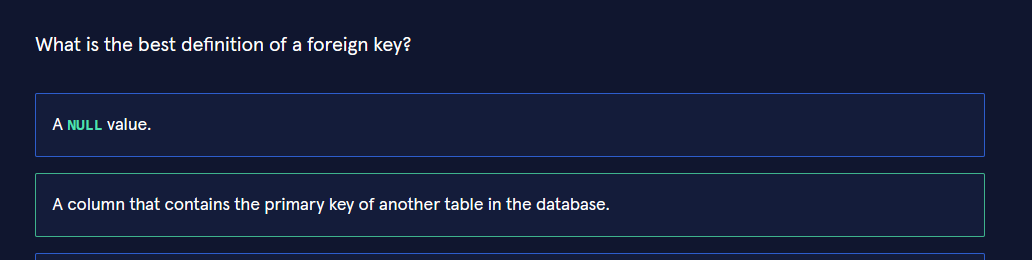 What is the best definition of a foreign key?
A NULL value.
A column that contains the primary key of another table in the database.